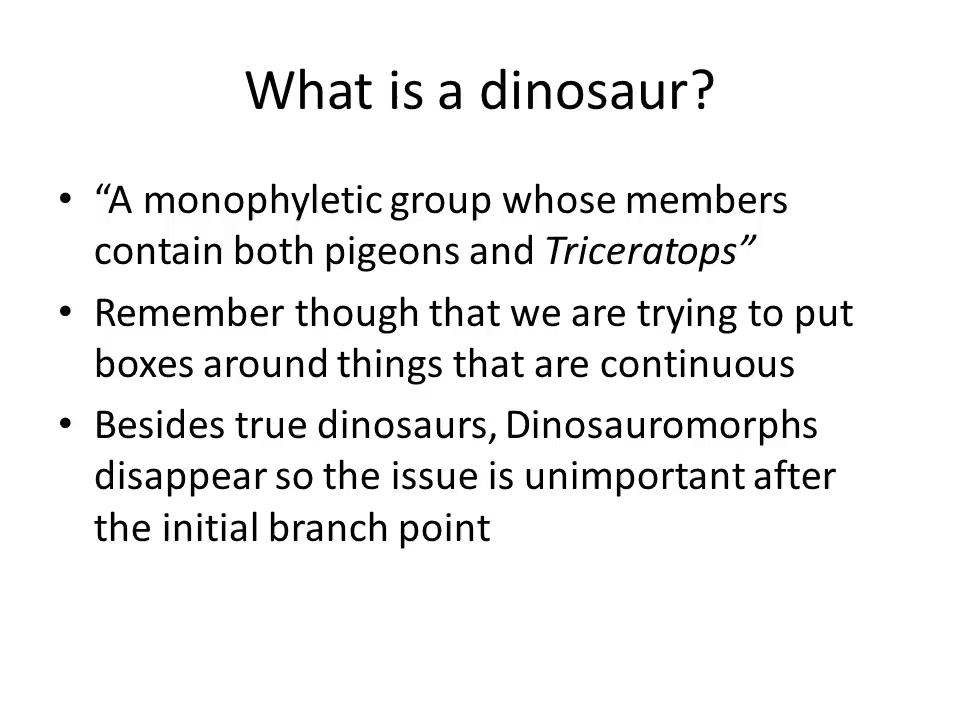 What is a dinosaur?
• “A monophyletic group whose members
contain both pigeons and Triceratops”
• Remember though that we are trying to put
boxes around things that are continuous
• Besides true dinosaurs, Dinosauromorphs
disappear so the issue is unimportant after
the initial branch point